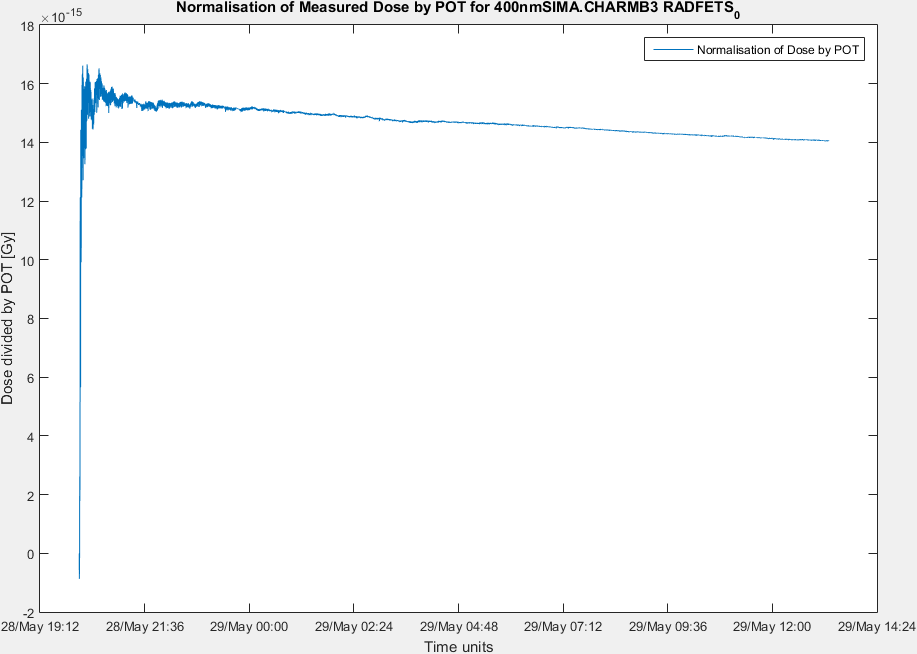 Normalisation of Measured Dose by POT for 400nmSIMA.CHARMB3 RADFETS0
×10-15
Normalisation of Dose by POT
18
16
14
12
10
8
6
4
2
0
-2
Dose divided by POT [Gy]
28/May 19:12 28/May 21:36 29/May 00:00 29/May 02:24 29/May 04:48 29/May 07:12 29/May 09:36 29/May 12:00 29/May 14:24
Time units